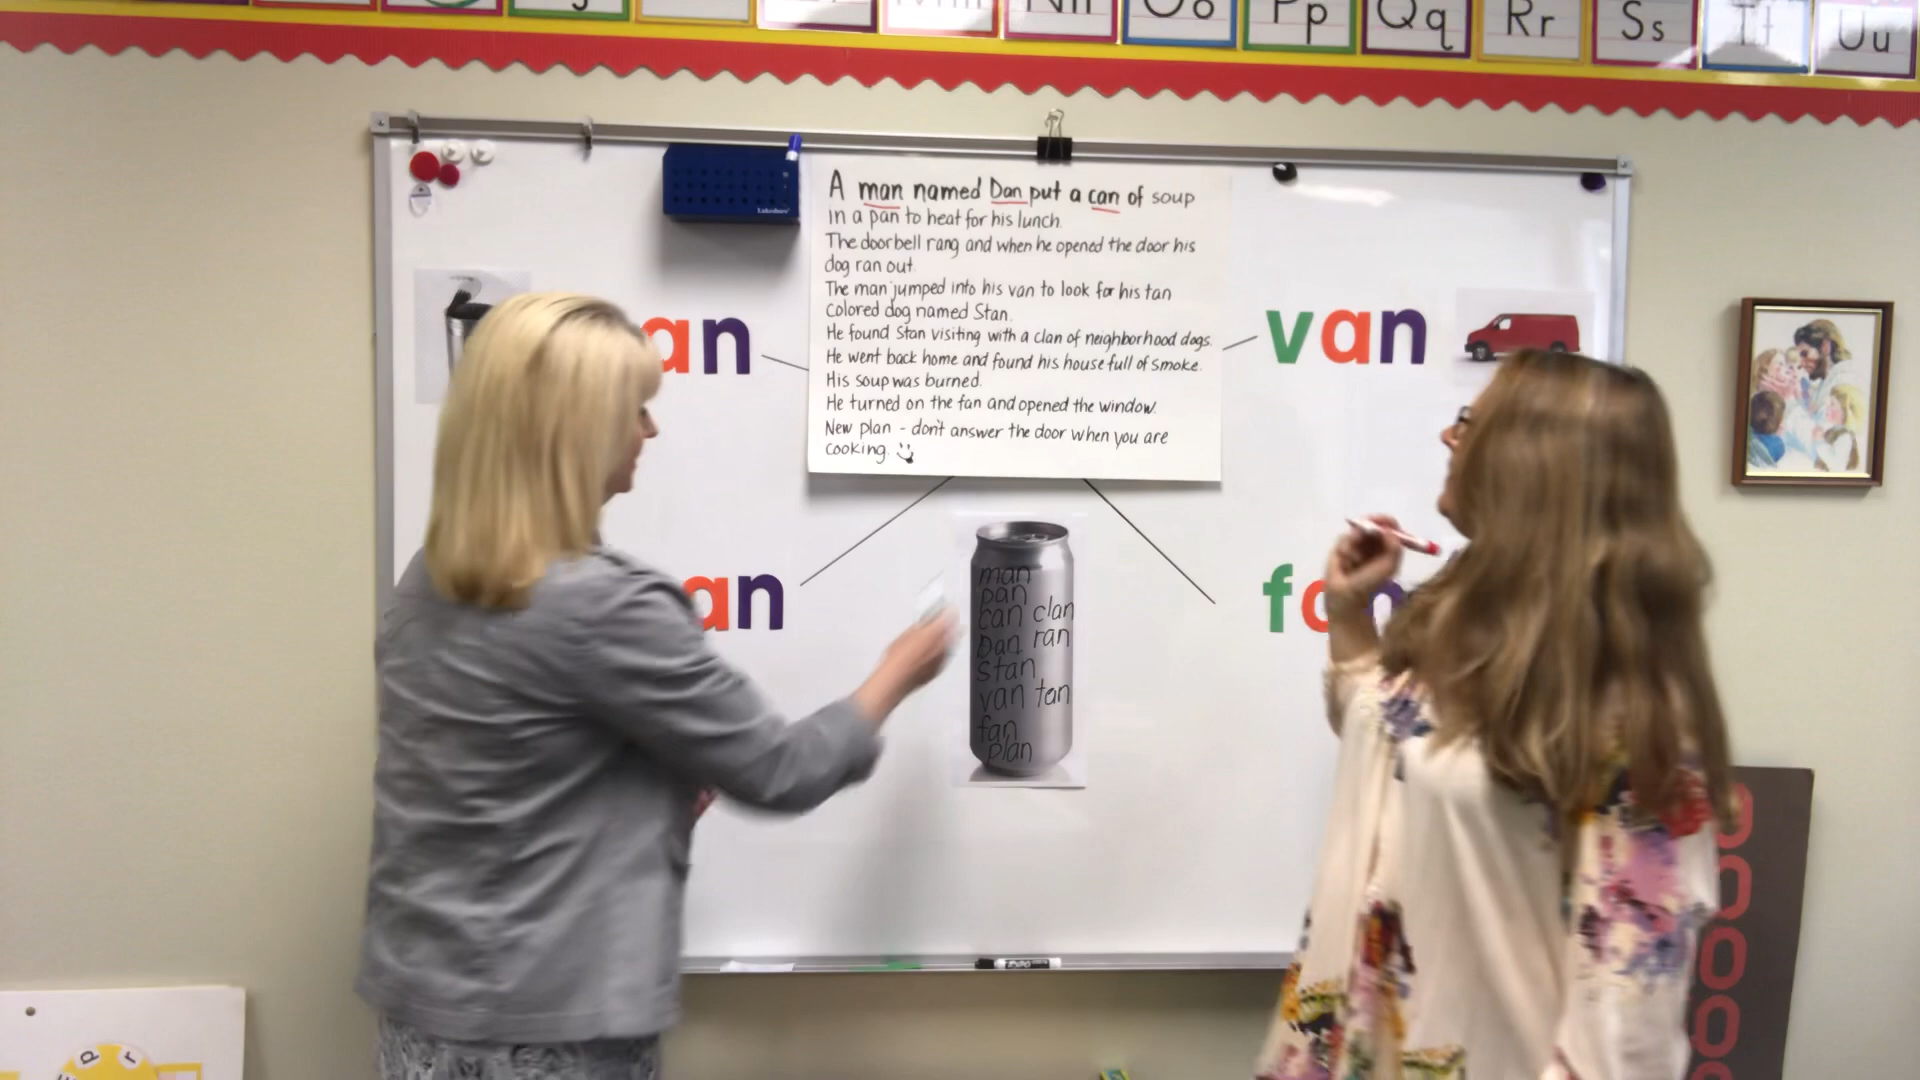 Pp Qq Rr Ss Tt Uu
A man named Dan put a can of soup
in a pan to heat for his lunch.
The doorbell rang and when he opened the door his
dog ran out.
The man jumped into his van to look for his tan
colored dog named Stan.
He found Stan visiting with a clan of neighborhood dogs.
He went back home and found his house full of smoke.
His soup was burned.
He turned on the fan and opened the window.
New plan - don't answer the door when you are
cooking.
Lakeshore
an
van
an
man
pan
can clan
Dan ran
Stan
van tan
fan
plan
EXPO